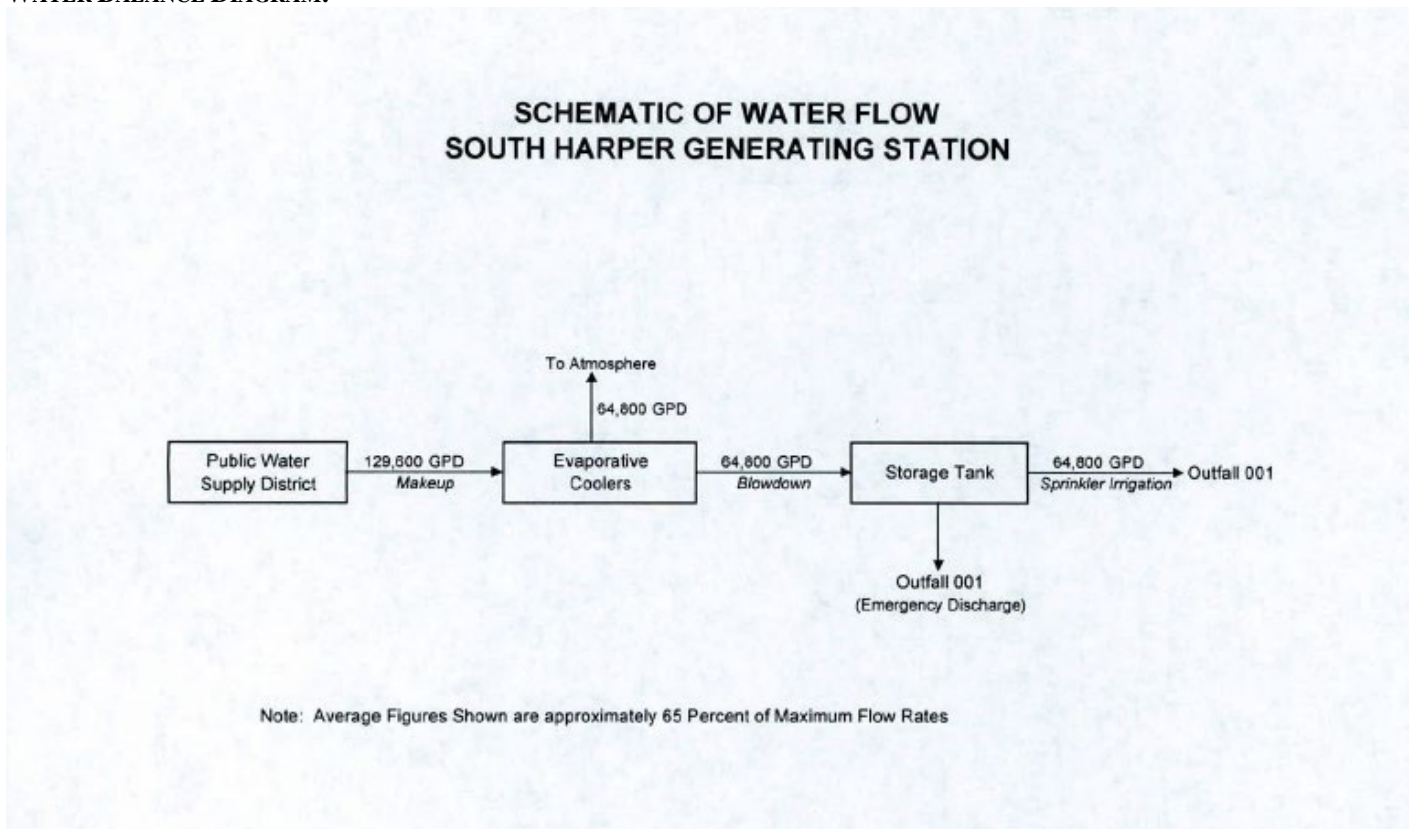 WATER BALANCE DIAGRAM:
SCHEMATIC OF WATER FLOW
SOUTH HARPER GENERATING STATION
To Atmosphere
64,800 GPD
Public Water
Supply District
129,600 GPD
Makeup
Evaporative
Coolers
64,800 GPD
Blowdown
Storage Tank
64,800 GPD
Sprinkler Irrigation
Outfall 001
Outfall 001
(Emergency Discharge)
Note: Average Figures Shown are approximately 65 Percent of Maximum Flow Rates